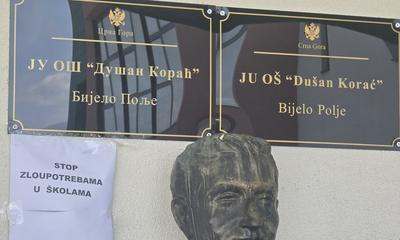 Црна Гора
ЈУ ОШ “Душан Кораћ”
Бијело Поље
Crna Gora
JU OŠ “Dušan Korać”
Bijelo Polje
STOP
ZLOUPOTREBAMA
U ŠKOLAMA